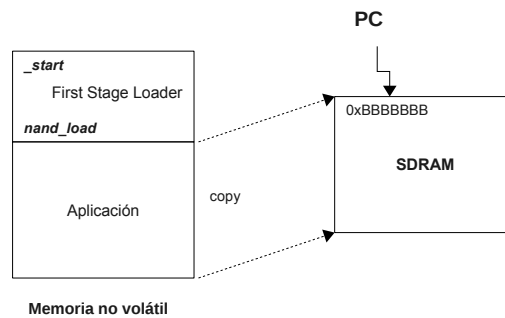 PC
_start
First Stage Loader
nand_load
Aplicación
copy
0xBBBBBBB
SDRAM
Memoria no volátil